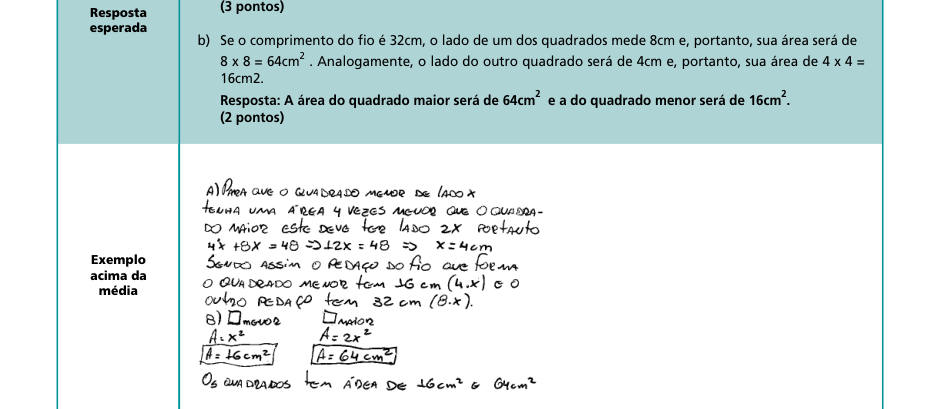 Resposta
esperada
(3 pontos)
b) Se o comprimento do fio é 32cm, o lado de um dos quadrados mede 8cm e, portanto, sua área será de
8 x 8 = 64cm² . Analogamente, o lado do outro quadrado será de 4cm e, portanto, sua área de 4 x 4 =
16cm2.
Resposta: A área do quadrado maior será de 64cm² e a do quadrado menor será de 16cm².
(2 pontos)
Exemplo
acima da
média
A) PARA QUE O QUADRADO MENOR DE LADO X
TENHA UMA ÁREA 4 VEZES MENOR QUE O QUADRA-
DO MAIOR ESTE DEVE TER LADO 2X PORTANTO
4X + 8X = 48 => 12X = 48 => X = 4cm
SENDO ASSIM O PEDAÇO DO FIO QUE FORMA
O QUADRADO MENOR TEM 16 cm (4.X) E O
OUTRO PEDAÇO TEM 32 cm (8.X).
B) □MENOR □MAIOR
A = X² A = 2X²
A = 16cm² A = 64cm²
OS QUADRADOS TEM ÁREA DE 16cm² E 64cm²